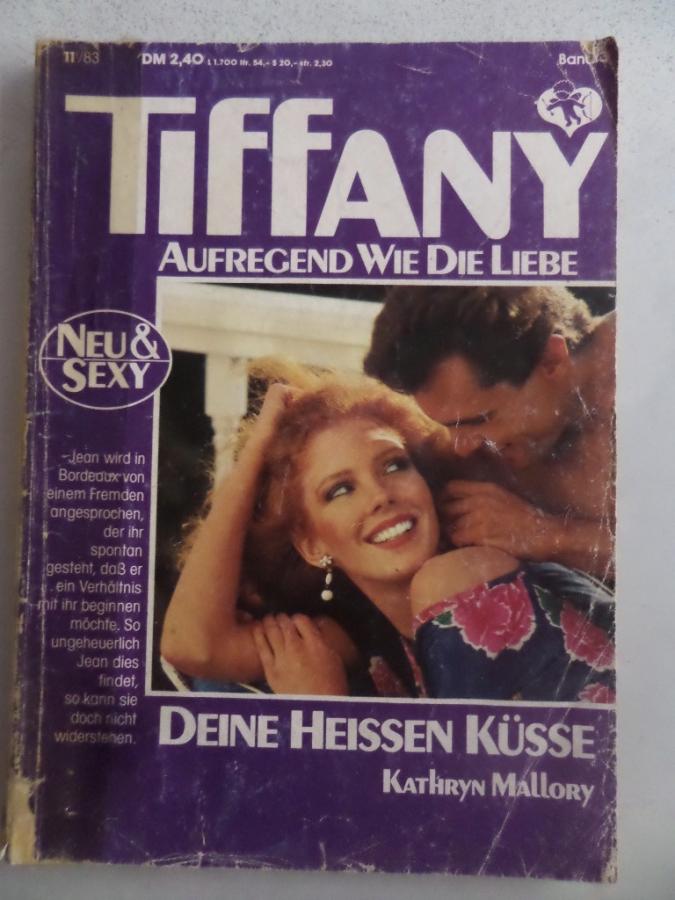 11/83 DM 2,40 L 1.700 lfr. 54,- S 20,- sfr. 2,30 Band
TiffANY
AUFREGEND WIE DIE LIEBE
NEU &
SEXY
Jean wird in
Bordeaux von
einem Fremden
angesprochen,
der ihr
spontan
gesteht, daß er
ein Verhältnis
mit ihr beginnen
möchte. So
ungeheuerlich
Jean dies
findet,
so kann sie
doch nicht
widerstehen.
DEINE HEISSEN KÜSSE
KATHRYN MALLORY